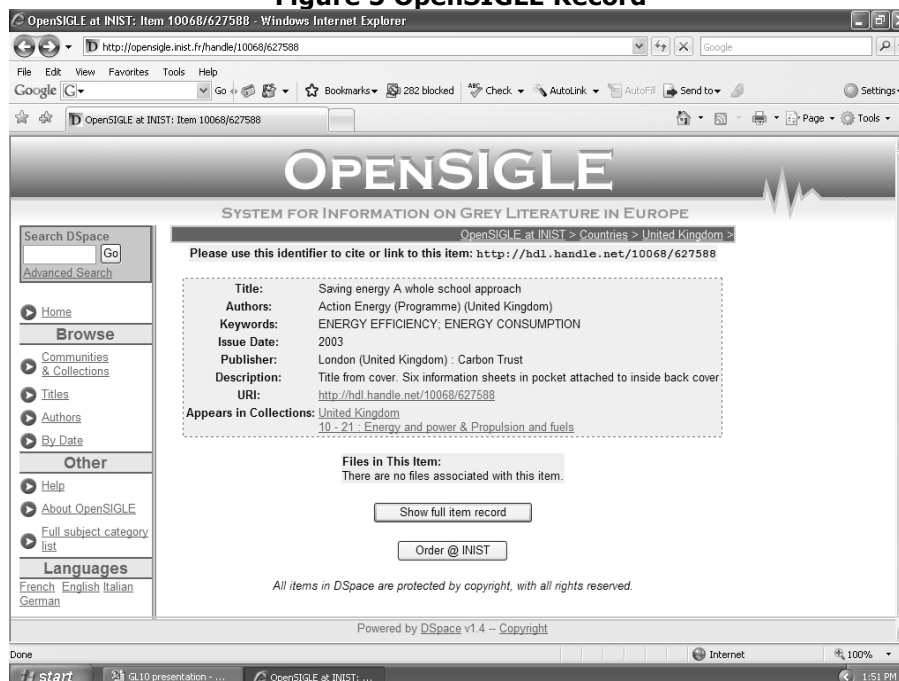 Figure 3 OpenSIGLE Record
OpenSIGLE at INIST: Item 10068/627588 - Windows Internet Explorer
http://opensigle.inist.fr/handle/10068/627588
Google
File Edit View Favorites Tools Help
Google G Go Bookmarks 282 blocked Check AutoLink AutoFill Send to Settings
OpenSIGLE at INIST: Item 10068/627588 Page Tools
OPENSIGLE
SYSTEM FOR INFORMATION ON GREY LITERATURE IN EUROPE
Search DSpace
Go
Advanced Search
Home
Browse
Communities
& Collections
Titles
Authors
By Date
Other
Help
About OpenSIGLE
Full subject category
list
Languages
French English Italian
German
OpenSIGLE at INIST > Countries > United Kingdom >
Please use this identifier to cite or link to this item: http://hdl.handle.net/10068/627588
Title: Saving energy A whole school approach
Authors: Action Energy (Programme) (United Kingdom)
Keywords: ENERGY EFFICIENCY; ENERGY CONSUMPTION
Issue Date: 2003
Publisher: London (United Kingdom) : Carbon Trust
Description: Title from cover. Six information sheets in pocket attached to inside back cover
URI: http://hdl.handle.net/10068/627588
Appears in Collections: United Kingdom
10 - 21 : Energy and power & Propulsion and fuels
Files in This Item:
There are no files associated with this item.
Show full item record
Order @ INIST
All items in DSpace are protected by copyright, with all rights reserved.
Powered by DSpace v1.4 -- Copyright
Done Internet 100%
start GL10 presentation - ... OpenSIGLE at INIST: ... 1:51 PM